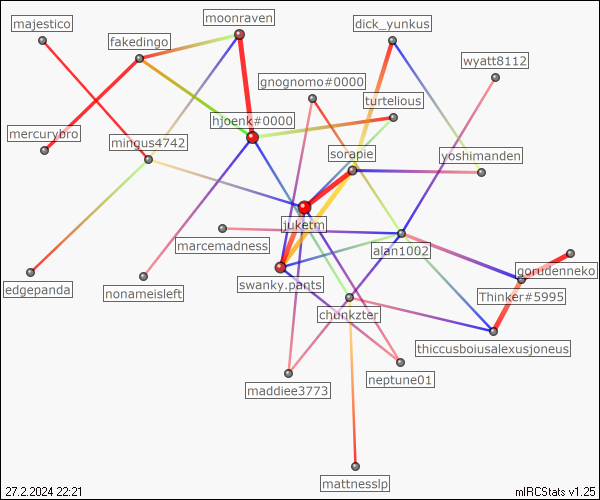 majestico
moonraven
dick_yunkus
fakedingo
wyatt8112
gnognomo#0000
turtelious
hjoenk#0000
mercurybro
mingus4742
sorapie
yoshimanden
juketm
marcemadness
alan1002
gorudenneko
edgepanda
nonameisleft
swanky.pants
Thinker#5995
chonkzter
thiccusboiusalexusjoneus
maddiee3773
neptune01
mattnesslp
27.2.2024 22:21
mIRCStats v1.25